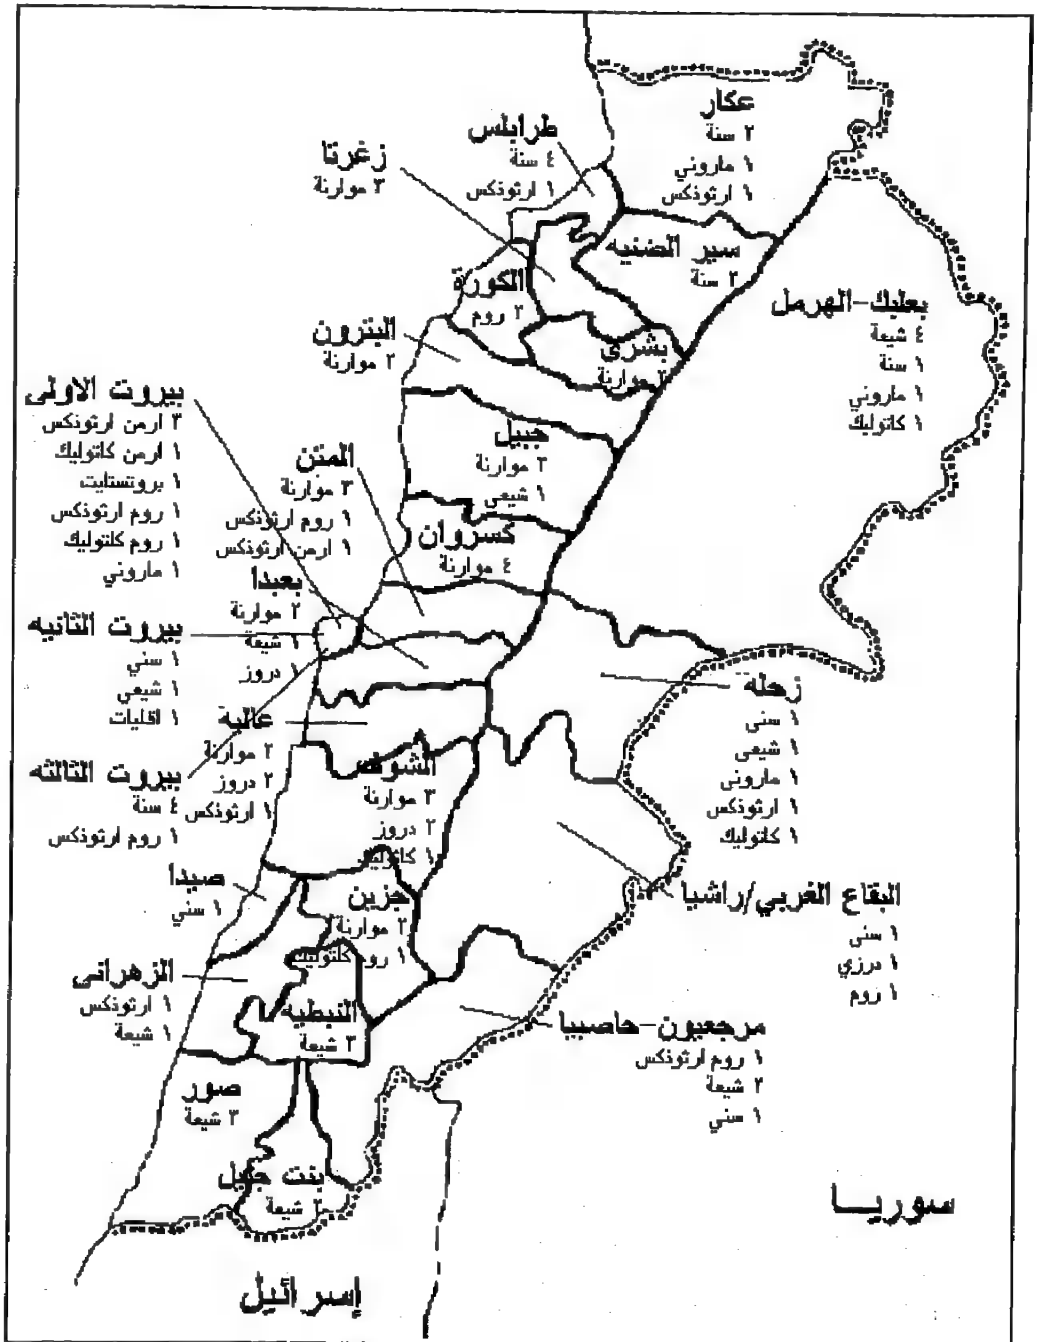 عكار
٢ سنة
١ ماروني
١ ارثوذكس
طرابلس
٤ سنة
١ ارثوذكس
زغرتا
٣ موارنة
سير الضنيه
٢ سنة
الكورة
٢ روم
بعلبك-الهرمل
٤ شيعة
١ سنة
١ ماروني
١ كاثوليك
البترون
٢ موارنة
بشري
٢ موارنة
بيروت الاولى
٣ ارمن ارثوذكس
١ ارمن كاثوليك
١ بروتستايت
١ روم ارثوذكس
١ روم كاثوليك
١ ماروني
جبيل
٢ موارنة
١ شيعي
المتن
٣ موارنة
١ روم ارثوذكس
١ ارمن ارثوذكس
كسروان
٤ موارنة
بعبدا
٢ موارنة
١ شيعة
١ دروز
بيروت الثانيه
١ سني
١ شيعي
١ اقليات
زحله
١ سني
١ شيعي
١ ماروني
١ ارثوذكس
١ كاثوليك
عالية
٢ موارنة
٢ دروز
١ ارثوذكس
بيروت الثالثه
٤ سنة
١ روم ارثوذكس
الشوف
٣ موارنة
٢ دروز
١ كاثوليك
صيدا
١ سني
جزين
٢ موارنة
١ روم كاثوليك
البقاع الغربي/راشيا
١ سني
١ درزي
١ روم
الزهراني
١ ارثوذكس
١ شيعة
النبطيه
٣ شيعة
مرجعيون-حاصبيا
١ روم ارثوذكس
٢ شيعة
١ سني
صور
٣ شيعة
بنت جبيل
٢ شيعة
سوريا
إسرائيل